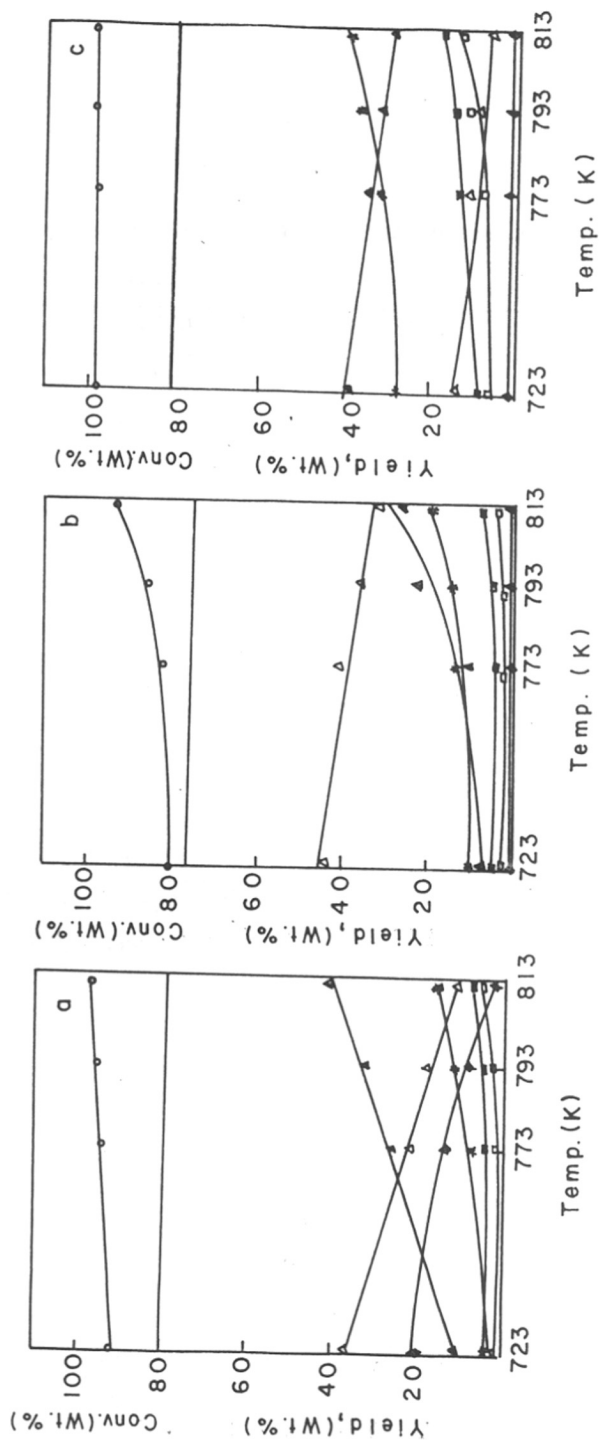 a
Conv.(Wt.%)
Yield,(Wt.%)
100
80
60
40
20
723
773
793
813
Temp.(K)
b
Conv.(Wt.%)
Yield,(Wt.%)
100
80
60
40
20
723
773
793
813
Temp. (K)
c
Conv.(Wt.%)
Yield,(Wt.%)
100
80
60
40
20
723
773
793
813
Temp. (K)